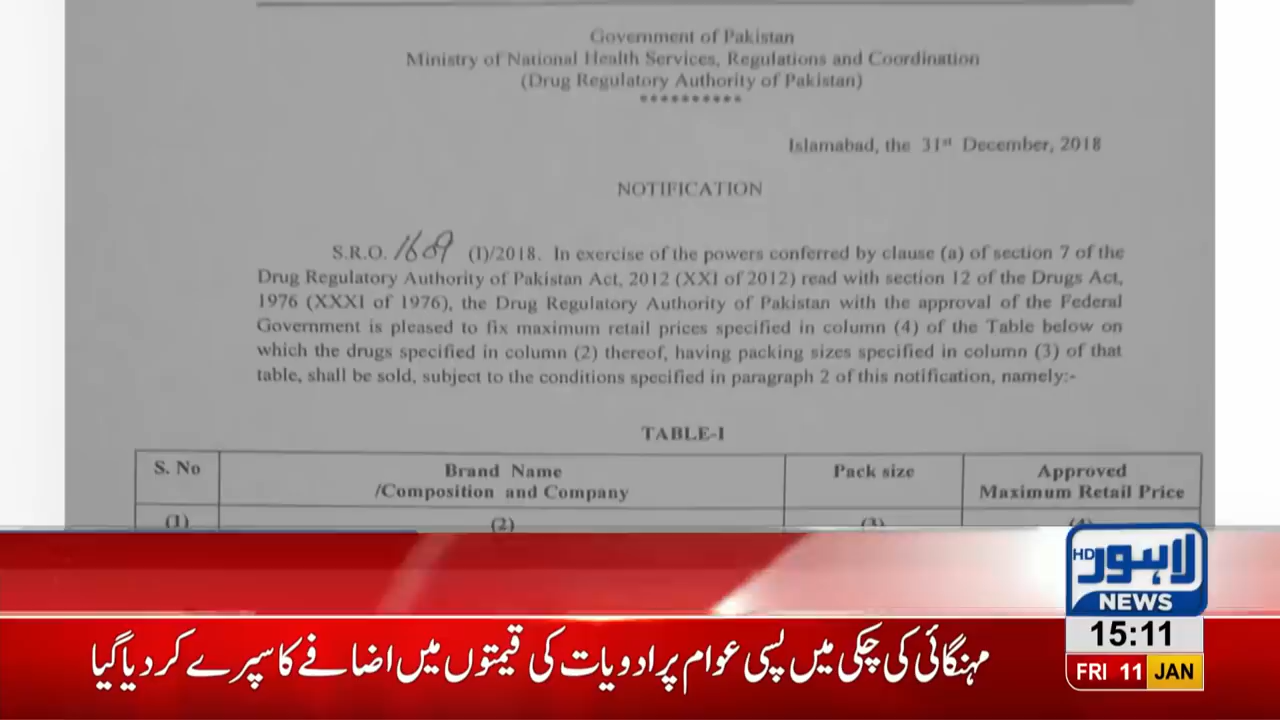 Government of Pakistan
Ministry of National Health Services, Regulations and Coordination
(Drug Regulatory Authority of Pakistan)
**********
Islamabad, the 31st December, 2018
NOTIFICATION
S.R.O. 1609 (I)/2018. In exercise of the powers conferred by clause (a) of section 7 of the
Drug Regulatory Authority of Pakistan Act, 2012 (XXI of 2012) read with section 12 of the Drugs Act,
1976 (XXXI of 1976), the Drug Regulatory Authority of Pakistan with the approval of the Federal
Government is pleased to fix maximum retail prices specified in column (4) of the Table below on
which the drugs specified in column (2) thereof, having packing sizes specified in column (3) of that
table, shall be sold, subject to the conditions specified in paragraph 2 of this notification, namely:-
TABLE-I
S. No Brand Name /Composition and Company Pack size Approved Maximum Retail Price
(1) (2) (3) (4)
HD لاہور
NEWS
15:11
FRI 11 JAN
مہنگائی کی چکی میں پسی عوام پر ادویات کی قیمتوں میں اضافے کا سپرے کر دیا گیا